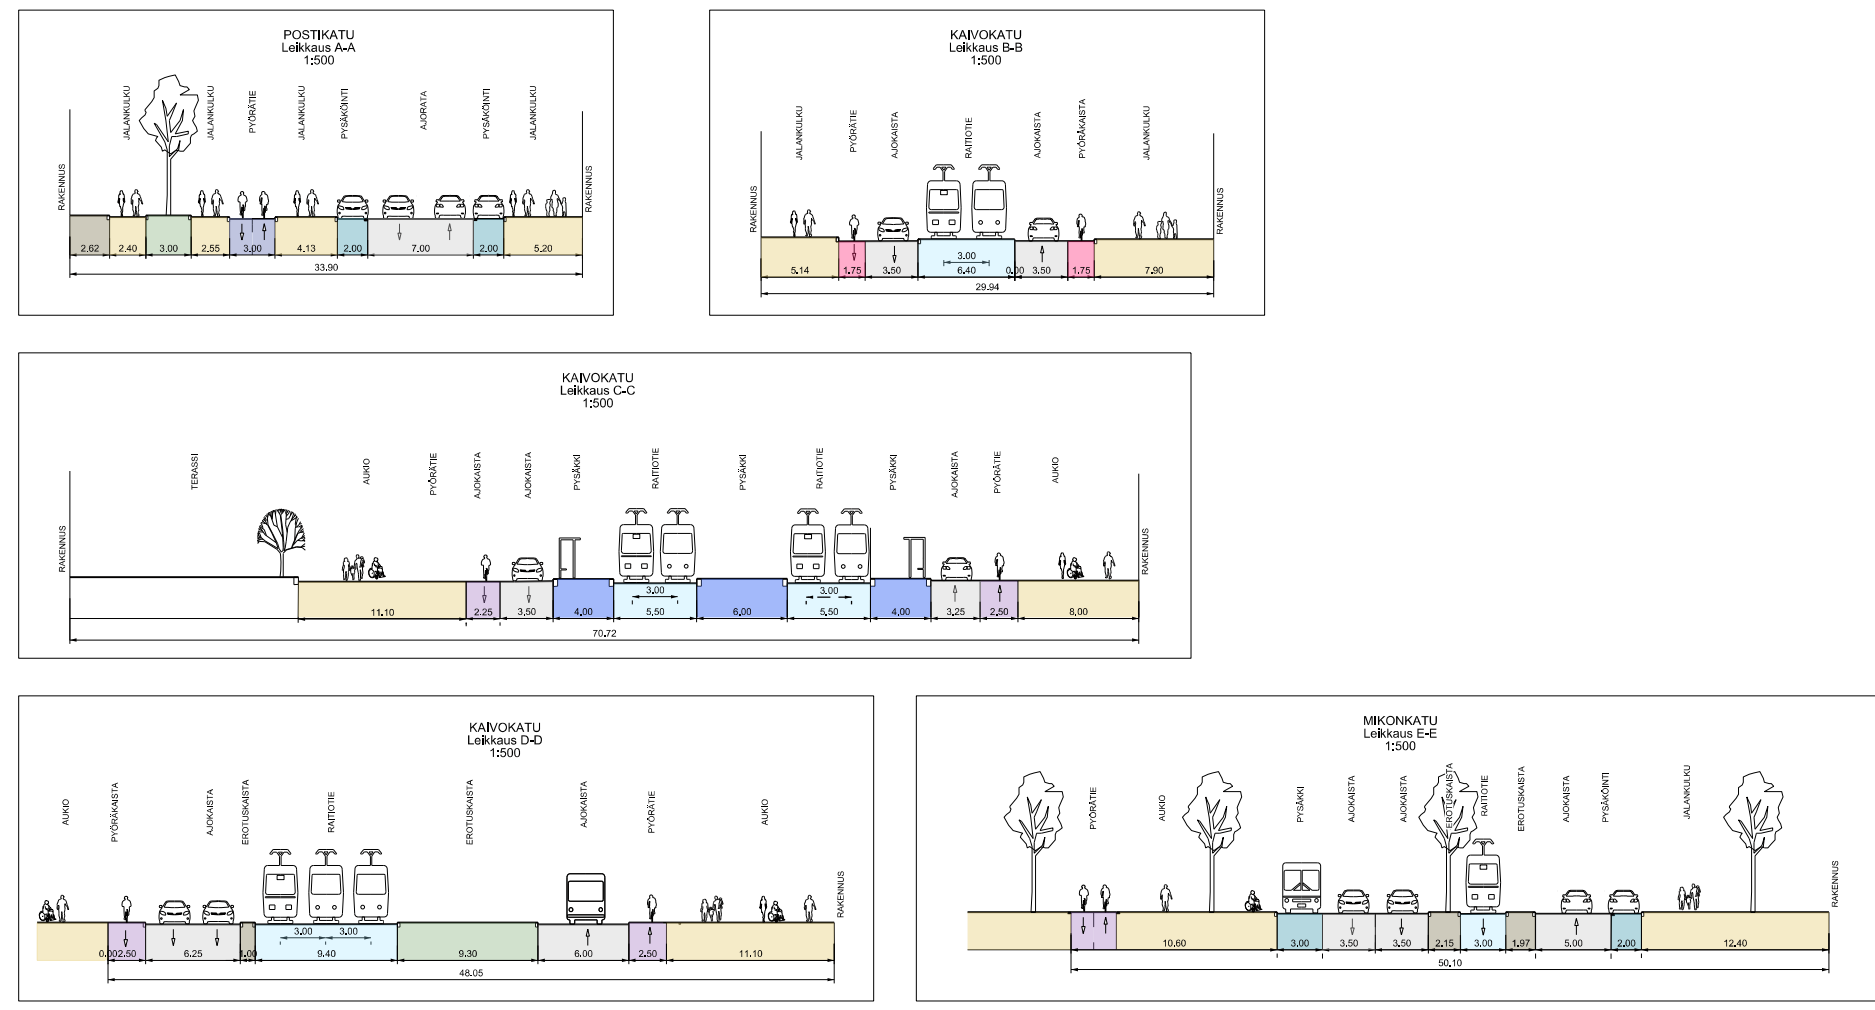 POSTIKATU
Leikkaus A-A
1:500
RAKENNUS
JALANKULKU
JALANKULKU
PYÖRÄTIE
JALANKULKU
PYSÄKÖINTI
AJORATA
PYSÄKÖINTI
JALANKULKU
RAKENNUS
2.62 2.40 3.00 2.55 3.00 4.13 2.00 7.00 2.00 5.20
33.90
KAIVOKATU
Leikkaus B-B
1:500
RAKENNUS
JALANKULKU
PYÖRÄTIE
AJOKAISTA
RAITIOTIE
AJOKAISTA
PYÖRÄKAISTA
JALANKULKU
RAKENNUS
3.00
5.14 1.75 3.50 6.40 0.00 3.50 1.75 7.90
29.94
KAIVOKATU
Leikkaus C-C
1:500
RAKENNUS
TERASSI
AUKIO
PYÖRÄTIE
AJOKAISTA
AJOKAISTA
PYSÄKKI
RAITIOTIE
PYSÄKKI
RAITIOTIE
PYSÄKKI
AJOKAISTA
PYÖRÄTIE
AUKIO
RAKENNUS
3.00 3.00
11.10 2.25 3,50 4.00 5,50 6.00 5.50 4,00 3.25 2,50 8,00
70.72
KAIVOKATU
Leikkaus D-D
1:500
AUKIO
PYÖRÄKAISTA
AJOKAISTA
EROTUSKAISTA
RAITIOTIE
EROTUSKAISTA
AJOKAISTA
PYÖRÄTIE
AUKIO
RAKENNUS
3.00 3.00
0.00 2.50 6.25 1.00 9.40 9.30 6.00 2.50 11.10
48.05
MIKONKATU
Leikkaus E-E
1:500
PYÖRÄTIE
AUKIO
PYSÄKKI
AJOKAISTA
AJOKAISTA
EROTUSKAISTA
RAITIOTIE
EROTUSKAISTA
AJOKAISTA
PYSÄKÖINTI
JALANKULKU
RAKENNUS
10.60 3.00 3.50 3.50 2.15 3.00 1.97 5.00 2.00 12.40
50.10